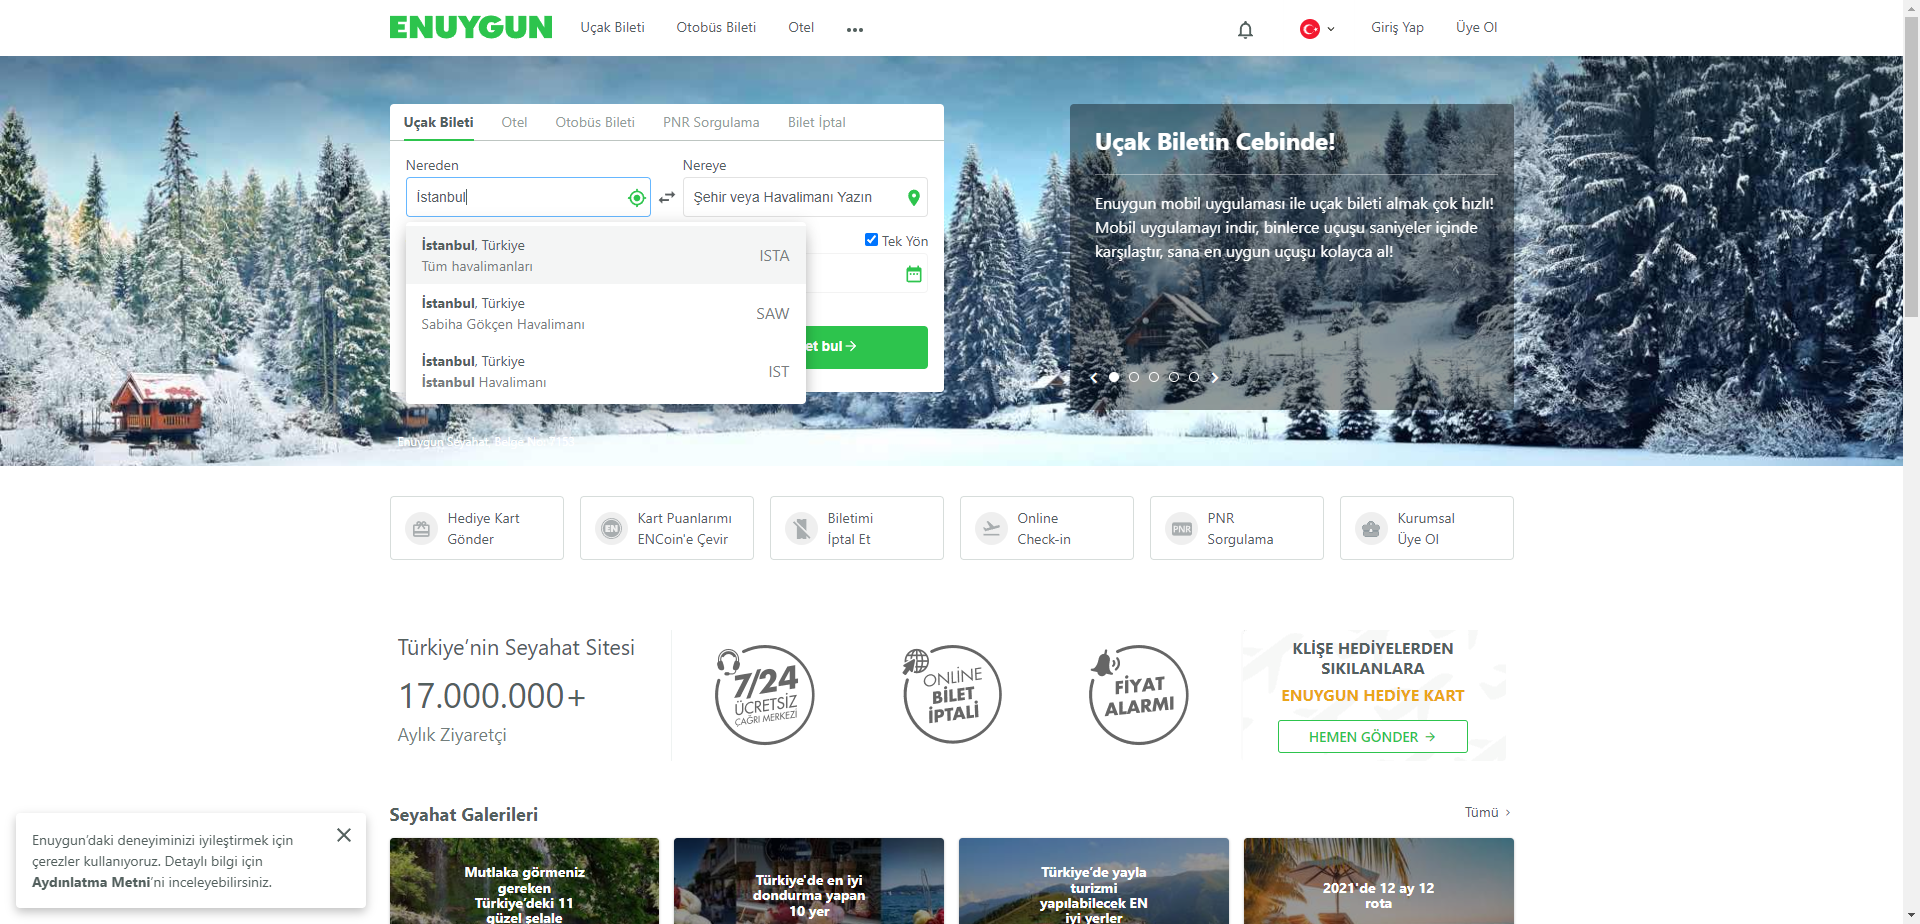 ENUYGUN
Uçak Bileti
Otobüs Bileti
Otel
Giriş Yap
Üye Ol
Uçak Bileti
Otel
Otobüs Bileti
PNR Sorgulama
Bilet İptal
Nereden
Nereye
İstanbul
Şehir veya Havalimanı Yazın
İstanbul, Türkiye
Tüm havalimanları
ISTA
İstanbul, Türkiye
Sabiha Gökçen Havalimanı
SAW
İstanbul, Türkiye
İstanbul Havalimanı
IST
Tek Yön
et bul
Uçak Biletin Cebinde!
Enuygun mobil uygulaması ile uçak bileti almak çok hızlı!
Mobil uygulamayı indir, binlerce uçuşu saniyeler içinde
karşılaştır, sana en uygun uçuşu kolayca al!
Enuygun Seyahat, Belge No:
Hediye Kart
Gönder
EN
Kart Puanlarımı
ENCoin'e Çevir
Biletimi
İptal Et
Online
Check-in
PNR
PNR
Sorgulama
Kurumsal
Üye Ol
Türkiye’nin Seyahat Sitesi
17.000.000+
Aylık Ziyaretçi
7/24
ÜCRETSİZ
ÇAĞRI MERKEZİ
ONLİNE
BİLET
İPTALİ
FİYAT
ALARMI
KLİŞE HEDİYELERDEN
SIKILANLARA
ENUYGUN HEDİYE KART
HEMEN GÖNDER
Seyahat Galerileri
Tümü
Mutlaka görmeniz
gereken
Türkiye’deki 11
güzel şelale
Türkiye'de en iyi
dondurma yapan
10 yer
Türkiye’de yayla
turizmi
yapılabilecek EN
iyi yerler
2021'de 12 ay 12
rota
Enuygun’daki deneyiminizi iyileştirmek için
çerezler kullanıyoruz. Detaylı bilgi için
Aydınlatma Metni’ni inceleyebilirsiniz.